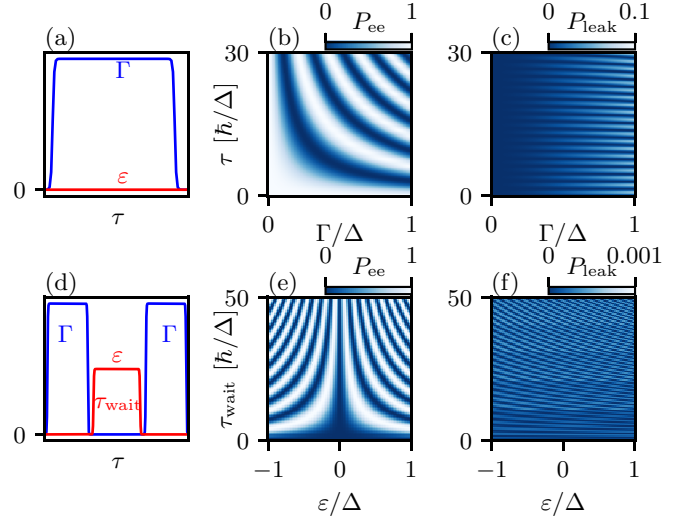 (a)
Γ
ε
0
τ
(b)
0 1
P_ee
30
τ [ħ/Δ]
0
0 1
Γ/Δ
(c)
0 0.1
P_leak
30
0
0 1
Γ/Δ
(d)
Γ
ε
Γ
τ_wait
0
τ
(e)
0 1
P_ee
50
τ_wait [ħ/Δ]
0
−1 0 1
ε/Δ
(f)
0 0.001
P_leak
50
0
−1 0 1
ε/Δ